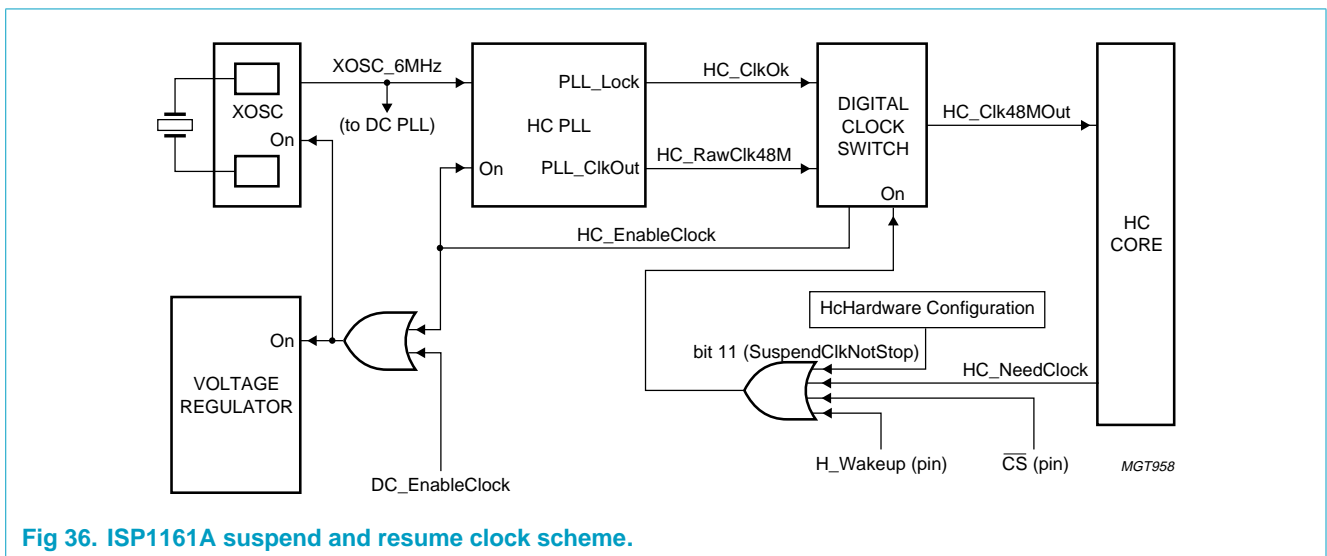 XOSC
On
XOSC_6MHz
(to DC PLL)
PLL_Lock
HC PLL
On
PLL_ClkOut
HC_ClkOk
HC_RawClk48M
DIGITAL
CLOCK
SWITCH
On
HC_Clk48MOut
HC
CORE
HC_EnableClock
HcHardware Configuration
bit 11 (SuspendClkNotStop)
HC_NeedClock
On
VOLTAGE
REGULATOR
DC_EnableClock
H_Wakeup (pin)
C̅S̅ (pin)
MGT958
Fig 36. ISP1161A suspend and resume clock scheme.